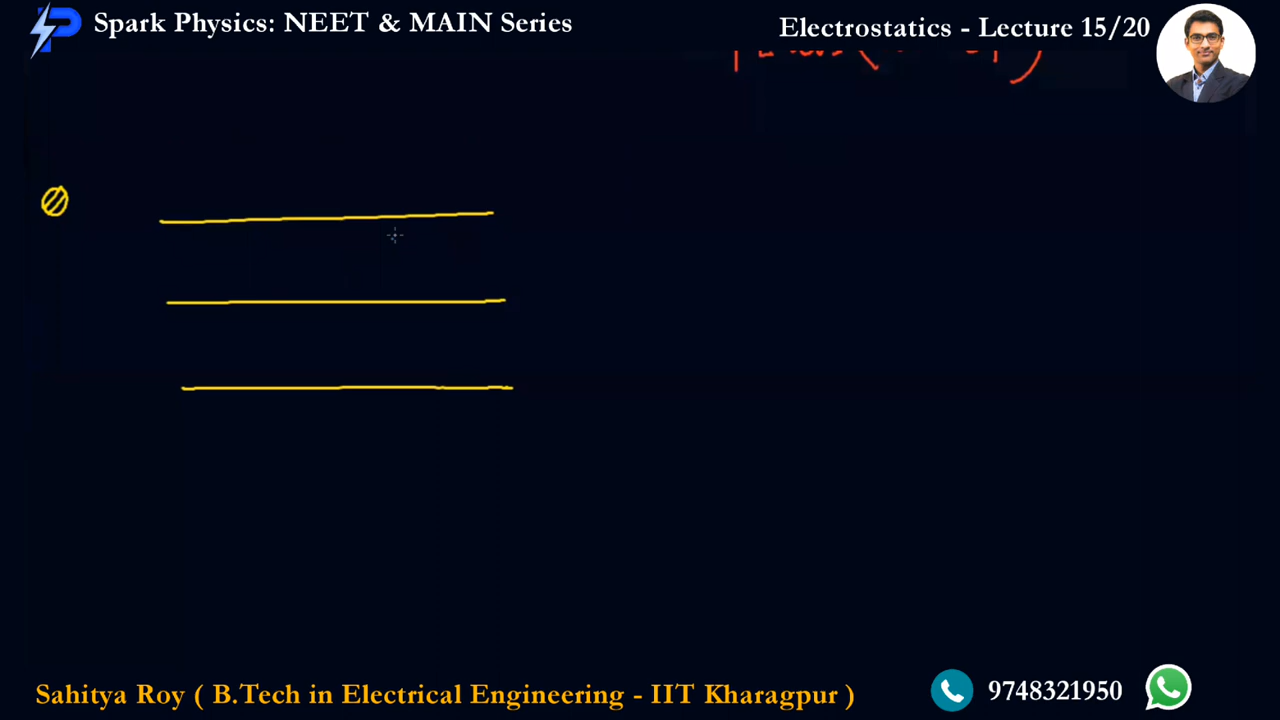 Spark Physics: NEET & MAIN Series
Electrostatics - Lecture 15/20
Sahitya Roy ( B.Tech in Electrical Engineering - IIT Kharagpur )
9748321950